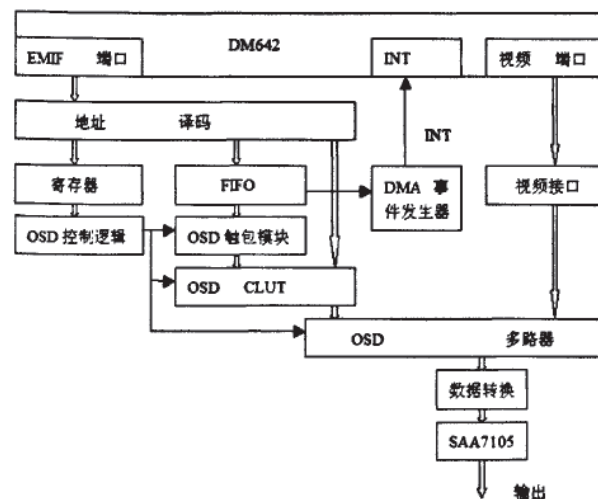 DM642
EMIF 端口
INT
视频 端口
地址 译码
INT
寄存器
FIFO
DMA 事
件发生器
视频接口
OSD 控制逻辑
OSD 触包模块
OSD CLUT
OSD 多路器
数据转换
SAA7105
输出